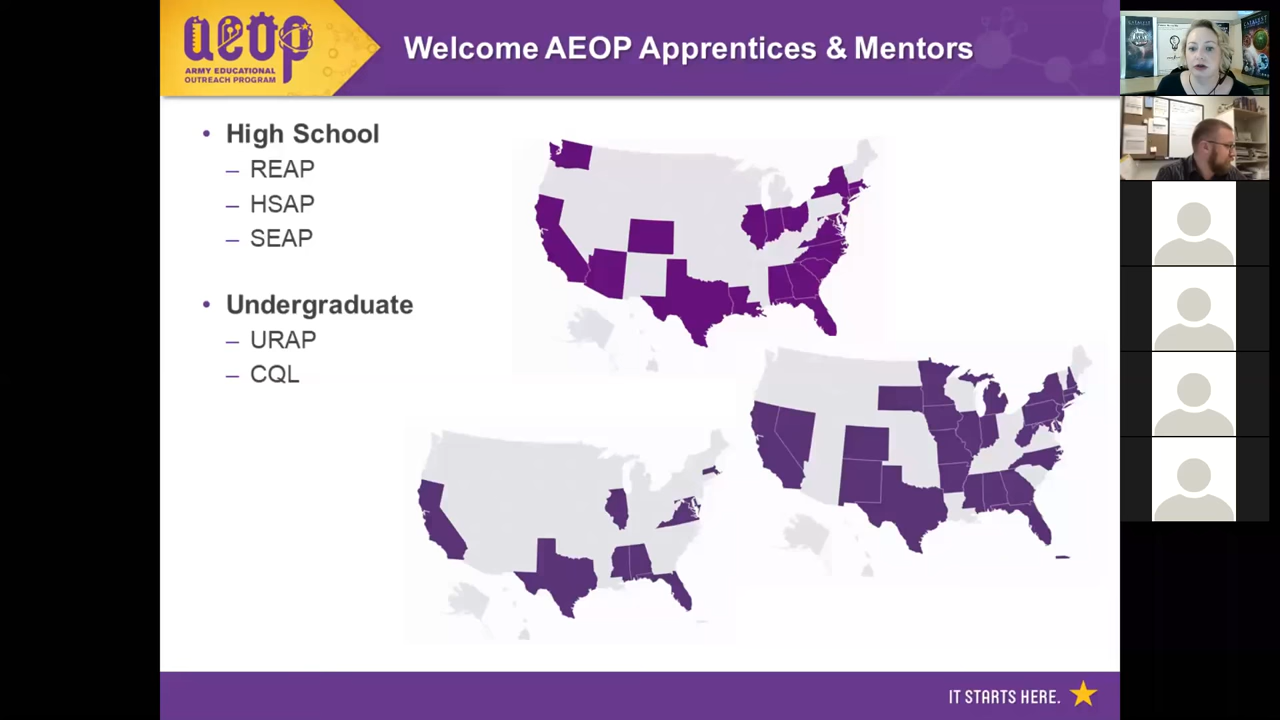 aeop
ARMY EDUCATIONAL
OUTREACH PROGRAM
Welcome AEOP Apprentices & Mentors
• High School
– REAP
– HSAP
– SEAP
• Undergraduate
– URAP
– CQL
IT STARTS HERE.